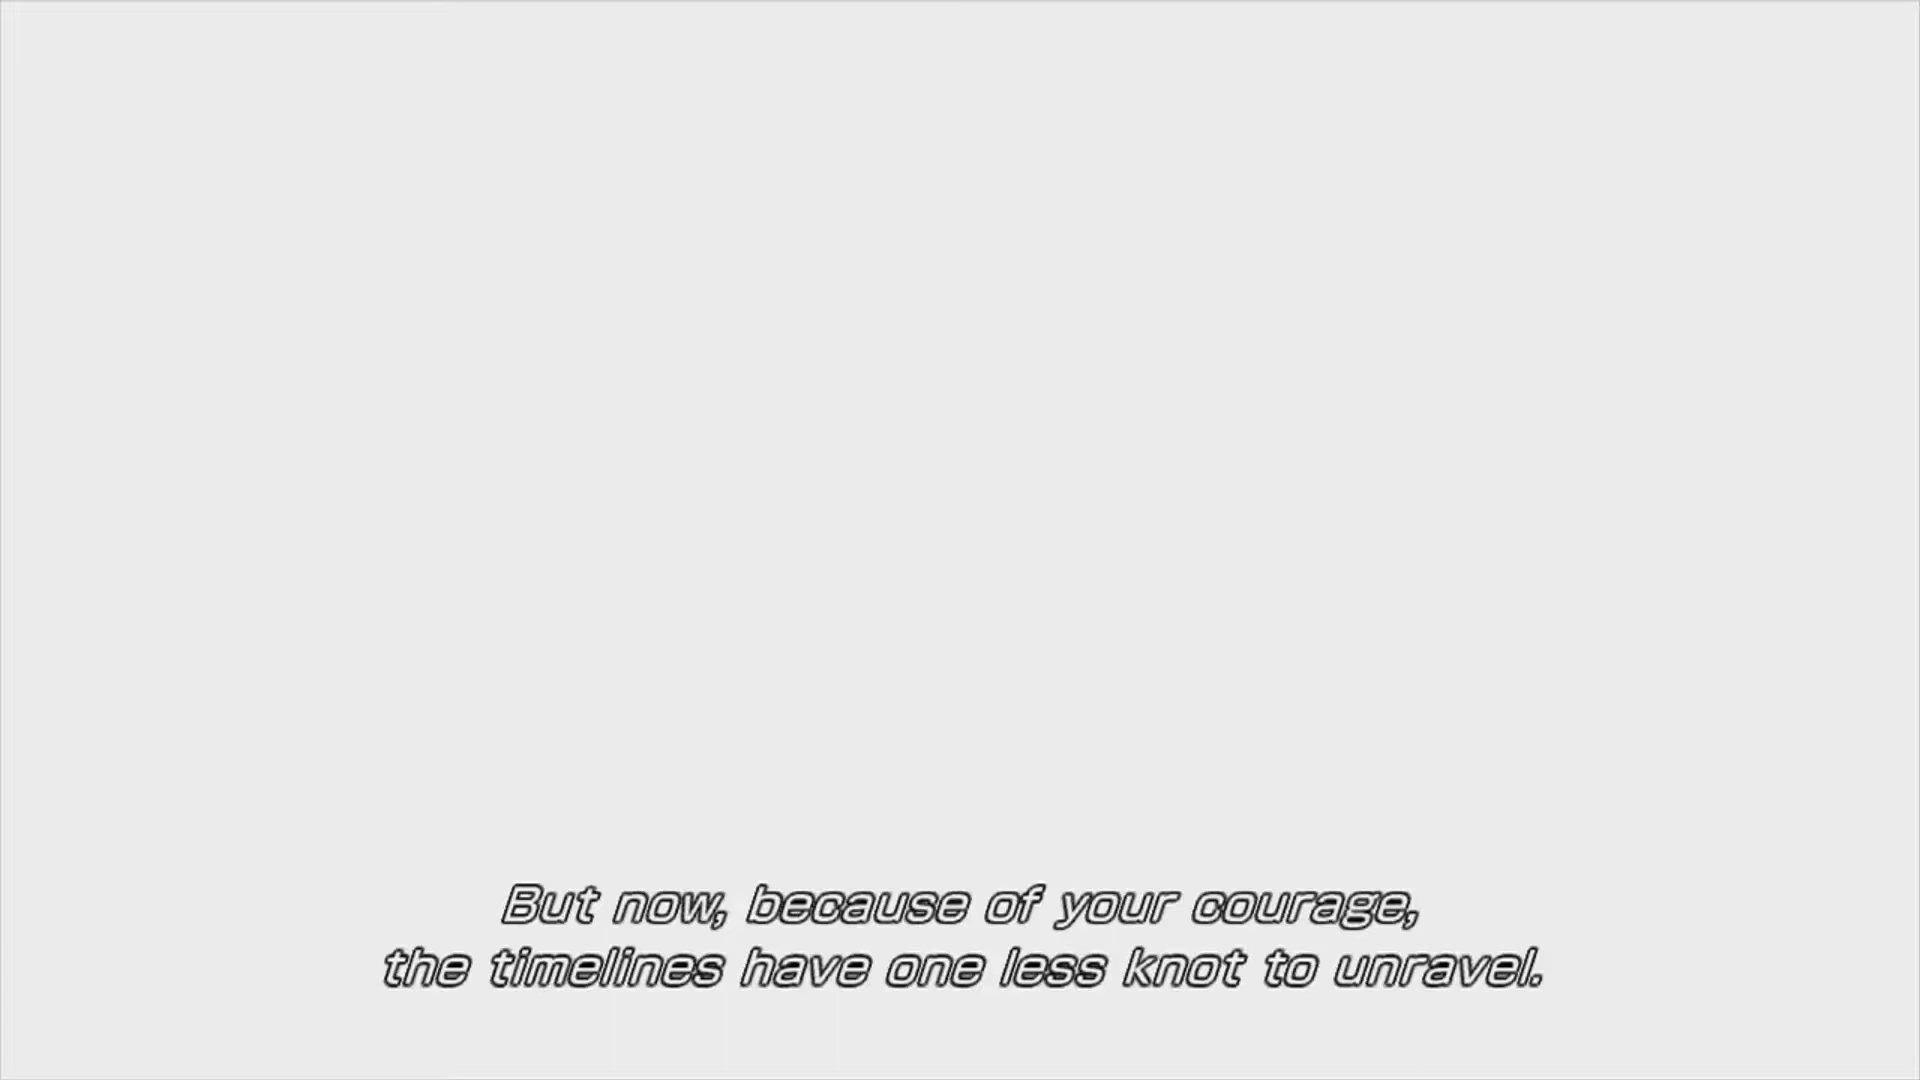 But now, because of your courage,
the timelines have one less knot to unravel.